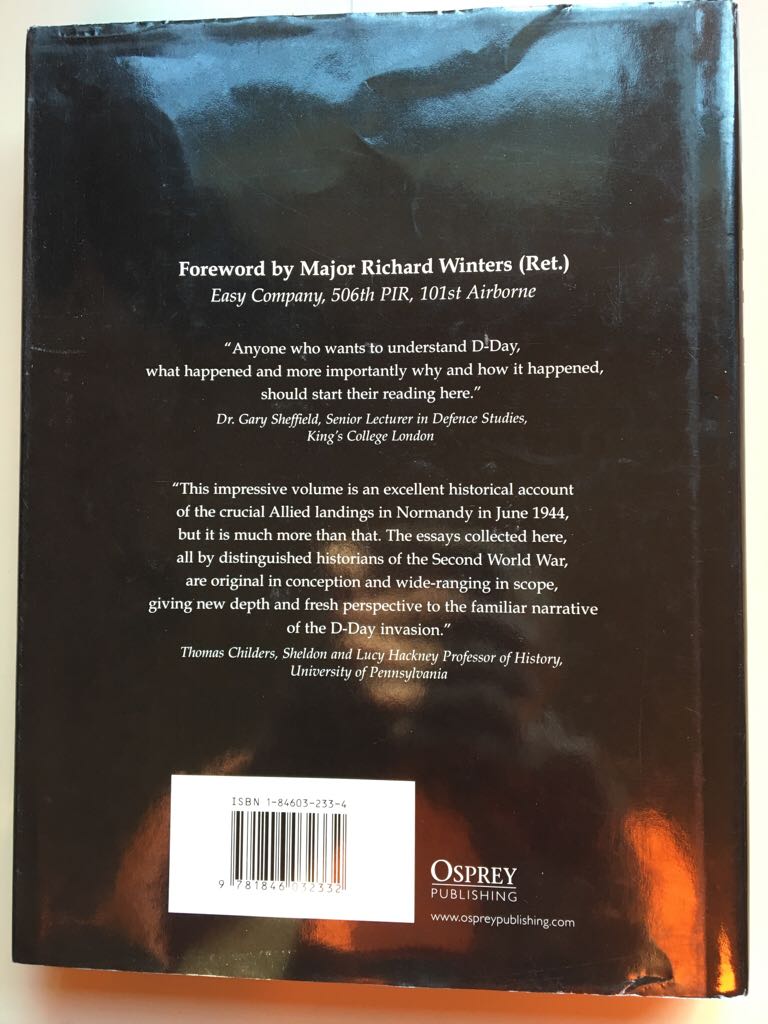 Foreword by Major Richard Winters (Ret.)
Easy Company, 506th PIR, 101st Airborne
“Anyone who wants to understand D-Day,
what happened and more importantly why and how it happened,
should start their reading here.”
Dr. Gary Sheffield, Senior Lecturer in Defence Studies,
King’s College London
“This impressive volume is an excellent historical account
of the crucial Allied landings in Normandy in June 1944,
but it is much more than that. The essays collected here,
all by distinguished historians of the Second World War,
are original in conception and wide-ranging in scope,
giving new depth and fresh perspective to the familiar narrative
of the D-Day invasion.”
Thomas Childers, Sheldon and Lucy Hackney Professor of History,
University of Pennsylvania
ISBN 1-84603-233-4
9 781846 032332
OSPREY
PUBLISHING
www.ospreypublishing.com